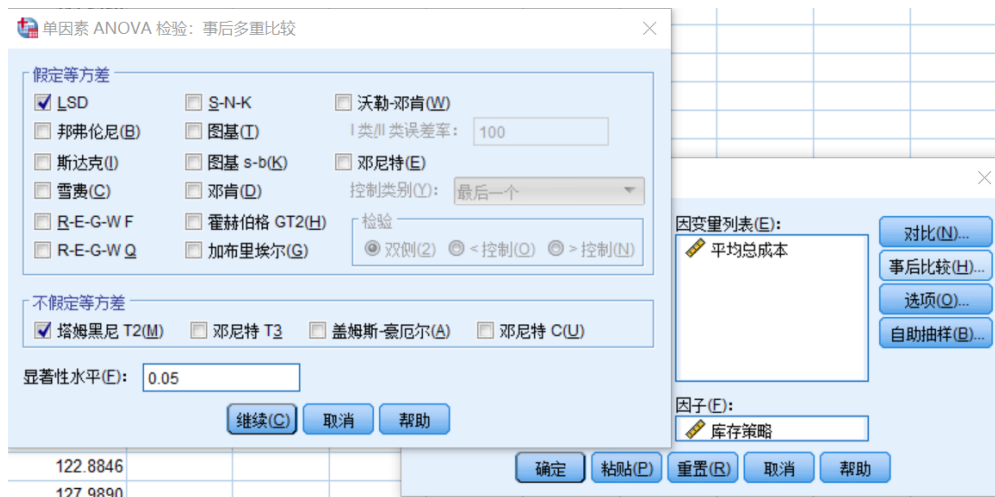 单因素 ANOVA 检验：事后多重比较
假定等方差
LSD S-N-K 沃勒-邓肯(W)
邦弗伦尼(B) 图基(T) I 类/II 类误差率： 100
斯达克(I) 图基 s-b(K) 邓尼特(E)
雪费(C) 邓肯(D) 控制类别(Y)： 最后一个
R-E-G-W F 霍赫伯格 GT2(H) 检验
R-E-G-W Q 加布里埃尔(G) 双侧(2) < 控制(O) > 控制(N)
不假定等方差
塔姆黑尼 T2(M) 邓尼特 T3 盖姆斯-豪厄尔(A) 邓尼特 C(U)
显著性水平(F)： 0.05
继续(C) 取消 帮助
因变量列表(E)：
平均总成本
对比(N)...
事后比较(H)...
选项(O)...
自助抽样(B)...
因子(F)：
库存策略
确定 粘贴(P) 重置(R) 取消 帮助
122.8846
127.9890